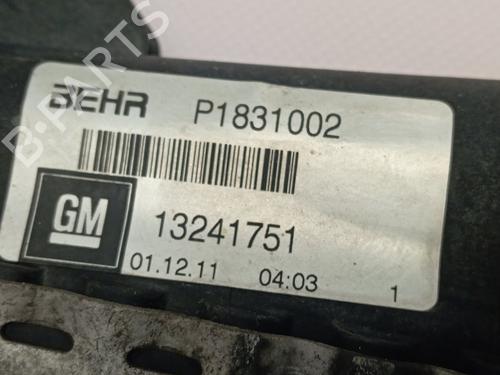 BEHR P1831002
GM 13241751
01.12.11 04:03 1
B-PARTS